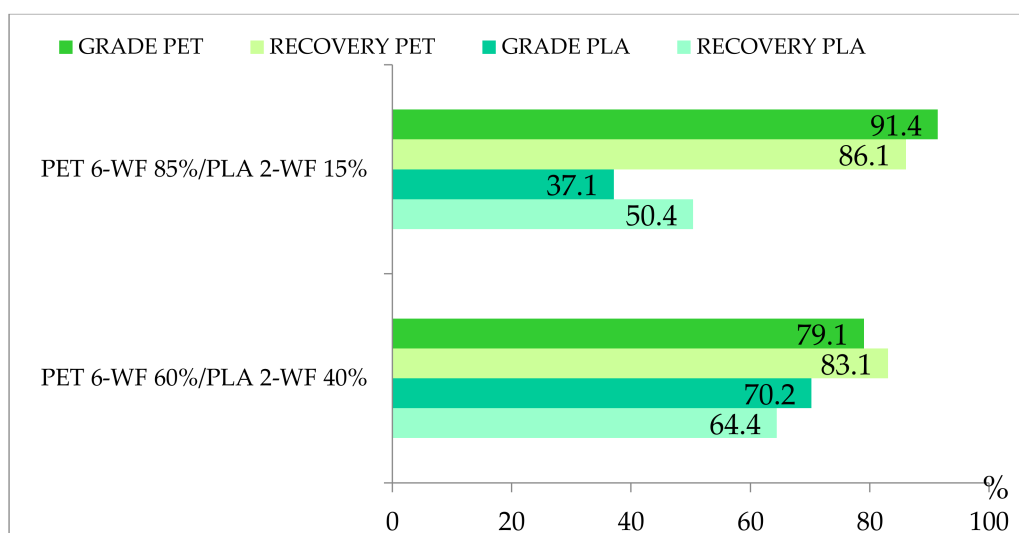 GRADE PET RECOVERY PET GRADE PLA RECOVERY PLA
PET 6-WF 85%/PLA 2-WF 15%
91.4
86.1
37.1
50.4
PET 6-WF 60%/PLA 2-WF 40%
79.1
83.1
70.2
64.4
%
0 20 40 60 80 100